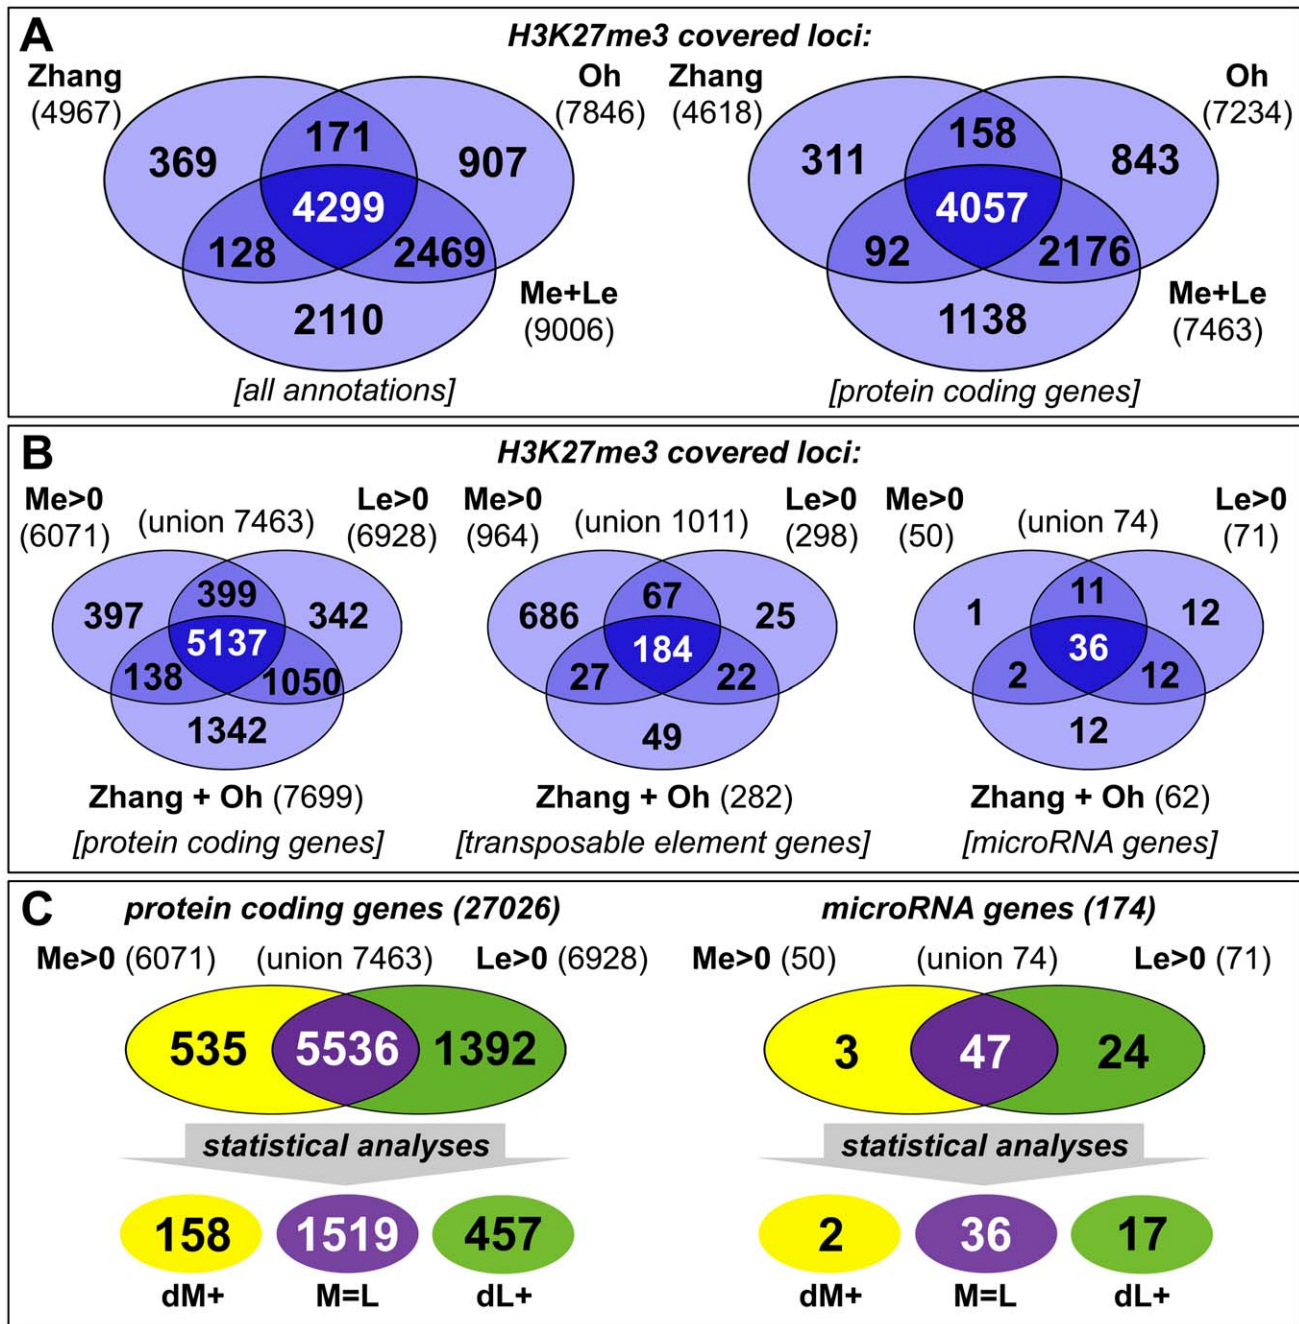 A
H3K27me3 covered loci:
Zhang
(4967)
Oh
(7846)
369
171
907
4299
128
2469
2110
Me+Le
(9006)
[all annotations]
Zhang
(4618)
Oh
(7234)
311
158
843
4057
92
2176
1138
Me+Le
(7463)
[protein coding genes]
B
H3K27me3 covered loci:
Me>0
(6071)
(union 7463)
Le>0
(6928)
397
399
342
5137
138
1050
1342
Zhang + Oh (7699)
[protein coding genes]
Me>0
(964)
(union 1011)
Le>0
(298)
686
67
25
184
27
22
49
Zhang + Oh (282)
[transposable element genes]
Me>0
(50)
(union 74)
Le>0
(71)
1
11
12
36
2
12
12
Zhang + Oh (62)
[microRNA genes]
C
protein coding genes (27026)
Me>0 (6071) (union 7463) Le>0 (6928)
535 5536 1392
statistical analyses
158 1519 457
dM+ M=L dL+
microRNA genes (174)
Me>0 (50) (union 74) Le>0 (71)
3 47 24
statistical analyses
2 36 17
dM+ M=L dL+